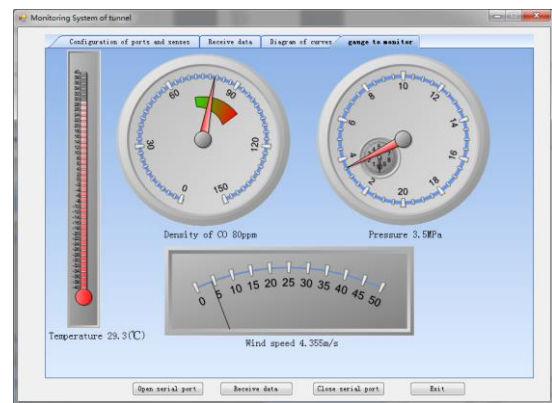 Monitoring System of tunnel
Configuration of ports and senses
Receive data
Diagram of curves
gauge to monitor
0 30 60 90 120 150
Density of CO 80ppm
2 4 6 8 10 12 14 16 18 20
Pressure 3.5MPa
Temperature 29.3(℃)
0 5 10 15 20 25 30 35 40 45 50
Wind speed 4.355m/s
Open serial port
Receive data
Close serial port
Exit